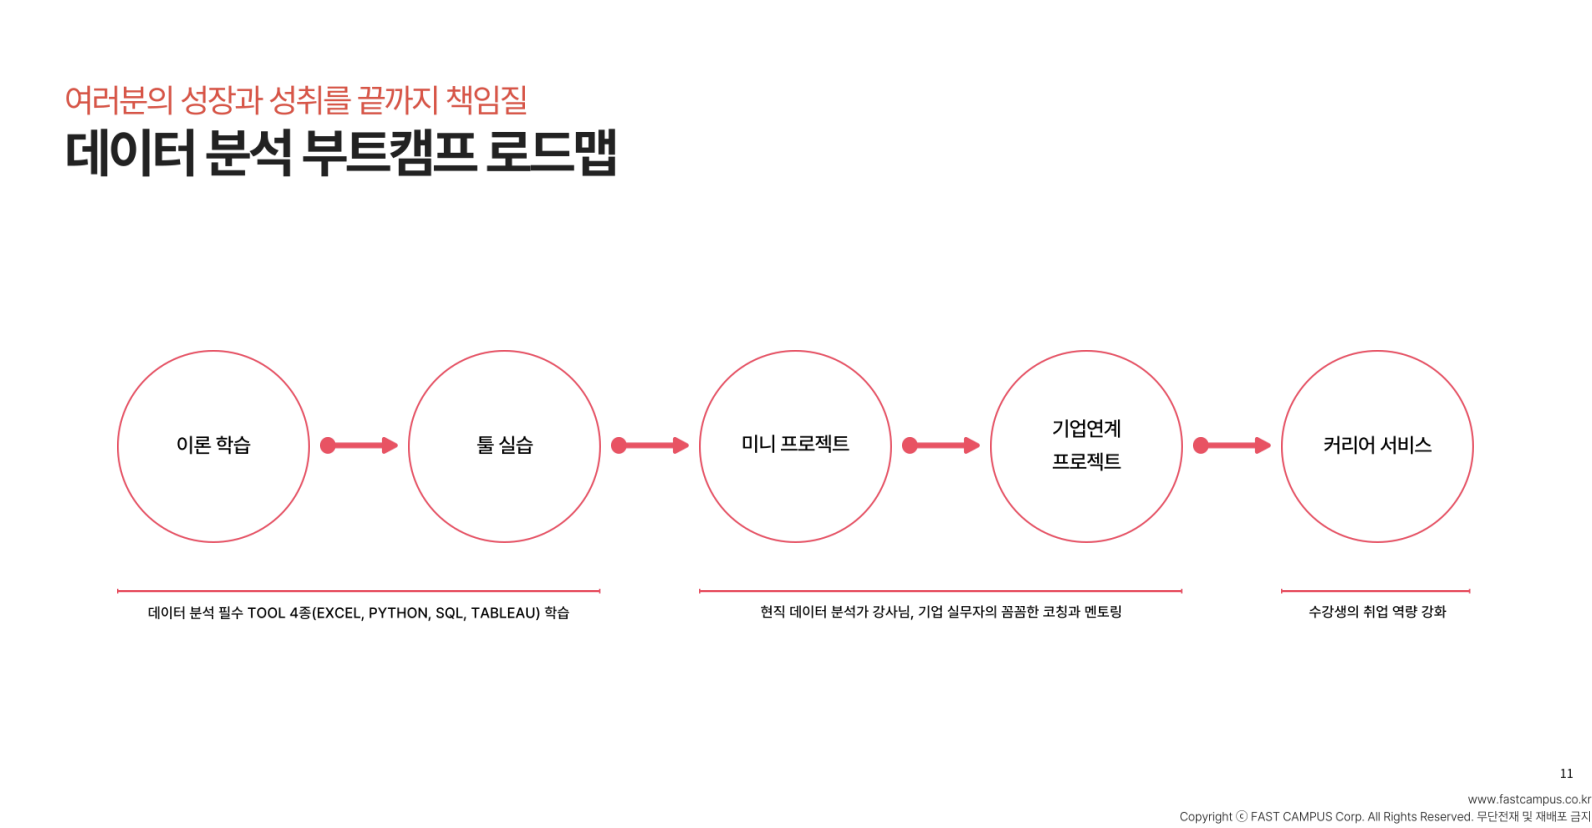 여러분의 성장과 성취를 끝까지 책임질
데이터 분석 부트캠프 로드맵
이론 학습
툴 실습
미니 프로젝트
기업연계
프로젝트
커리어 서비스
데이터 분석 필수 TOOL 4종(EXCEL, PYTHON, SQL, TABLEAU) 학습
현직 데이터 분석가 강사님, 기업 실무자의 꼼꼼한 코칭과 멘토링
수강생의 취업 역량 강화
11
www.fastcampus.co.kr
Copyright ⓒ FAST CAMPUS Corp. All Rights Reserved. 무단전재 및 재배포 금지